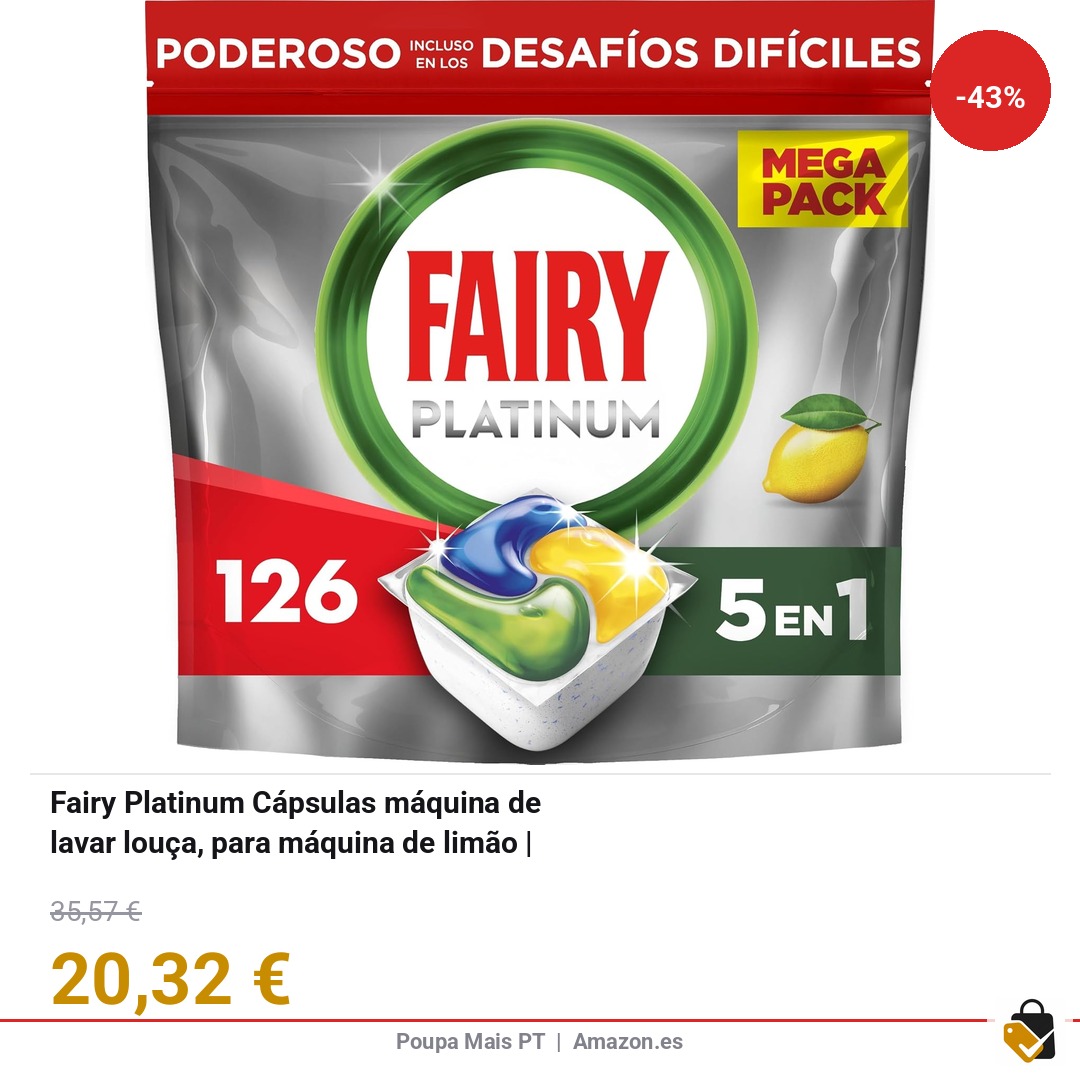 PODEROSO INCLUSO EN LOS DESAFÍOS DIFÍCILES
-43%
MEGA
PACK
FAIRY
PLATINUM
126
5 EN 1
Fairy Platinum Cápsulas máquina de
lavar louça, para máquina de limão |
35,57 €
20,32 €
Poupa Mais PT | Amazon.es